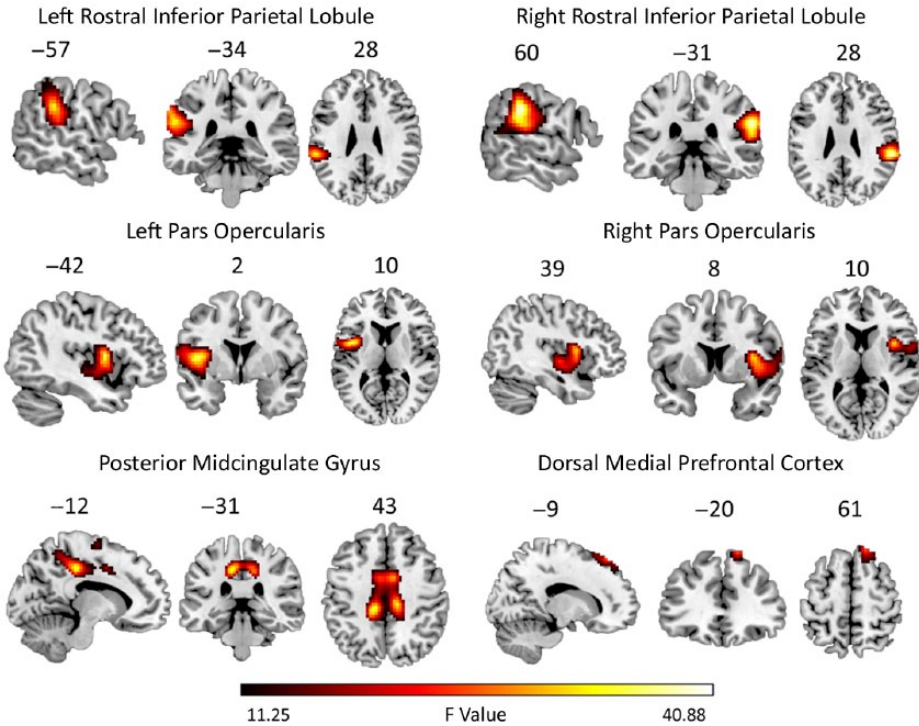 Left Rostral Inferior Parietal Lobule
Right Rostral Inferior Parietal Lobule
–57 –34 28
60 –31 28
Left Pars Opercularis
Right Pars Opercularis
–42 2 10
39 8 10
Posterior Midcingulate Gyrus
Dorsal Medial Prefrontal Cortex
–12 –31 43
–9 –20 61
11.25 F Value 40.88